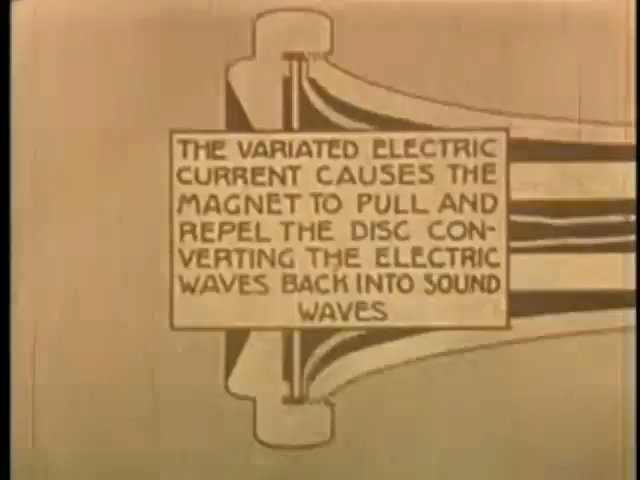 THE VARIATED ELECTRIC
CURRENT CAUSES THE
MAGNET TO PULL AND
REPEL THE DISC CON-
VERTING THE ELECTRIC
WAVES BACK INTO SOUND
WAVES